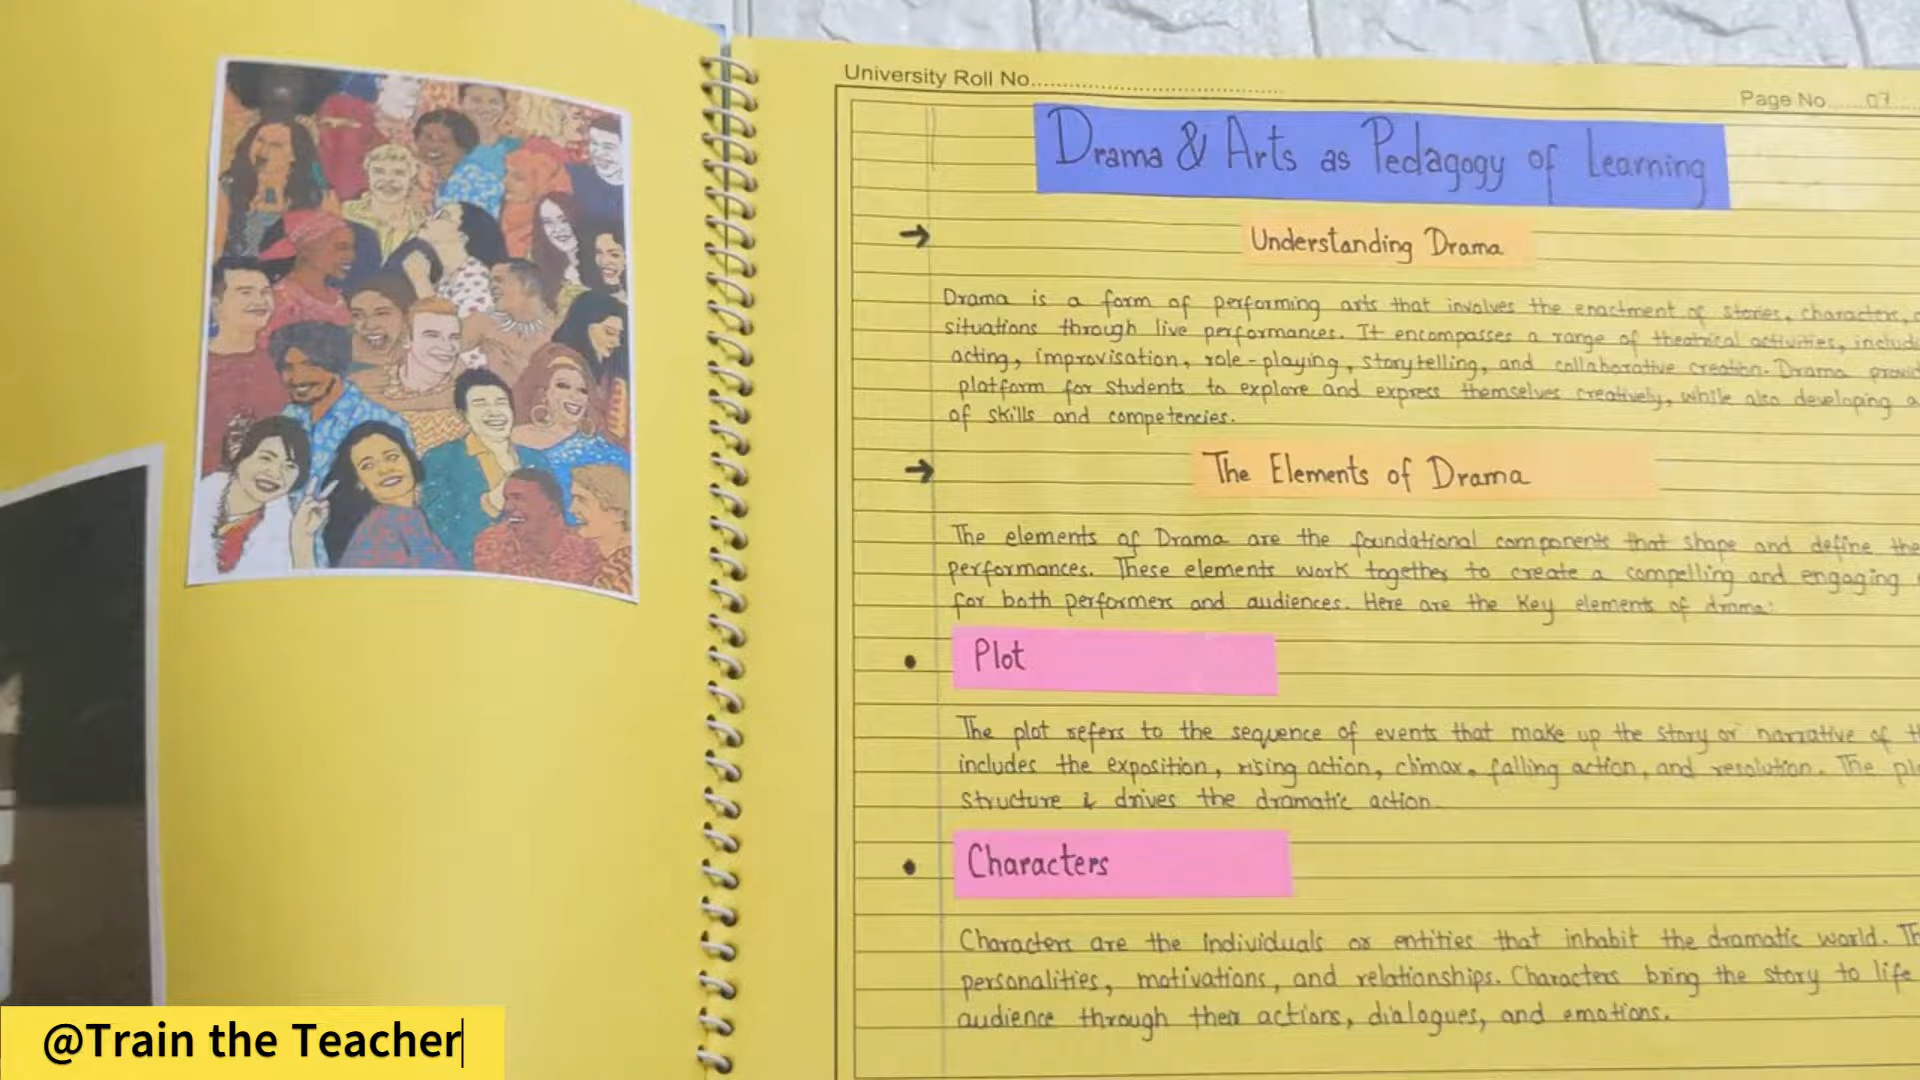 University Roll No.
Page No. 07
Drama & Arts as Pedagogy of Learning
Understanding Drama
Drama is a form of performing arts that involves the enactment of stories, characters,
situations through live performances. It encompasses a range of theatrical activities,
acting, improvisation, role-playing, storytelling, and collaborative creation. Drama
platform for students to explore and express themselves creatively, while also developing a
of skills and competencies.
The Elements of Drama
The elements of Drama are the foundational components that shape and define the
performances. These elements work together to create a compelling and engaging
for both performers and audiences. Here are the key elements of drama:
Plot
The plot refers to the sequence of events that make up the story or narrative of
includes the exposition, rising action, climax, falling action, and resolution. The
structure & drives the dramatic action.
Characters
Characters are the individuals or entities that inhabit the dramatic world.
personalities, motivations, and relationships. Characters bring the story to life
audience through their actions, dialogues, and emotions.
@Train the Teacher